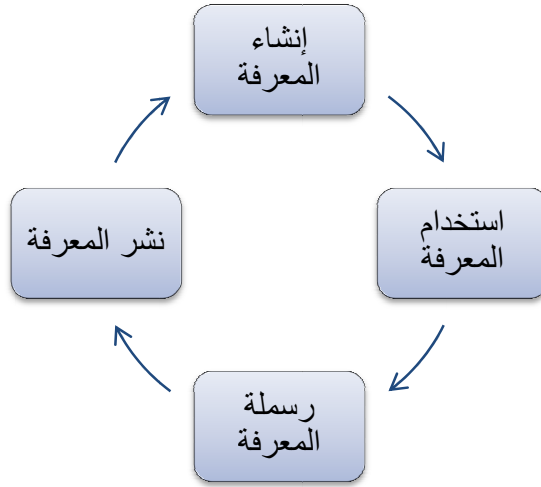 إنشاء
المعرفة
استخدام
المعرفة
رسملة
المعرفة
نشر المعرفة